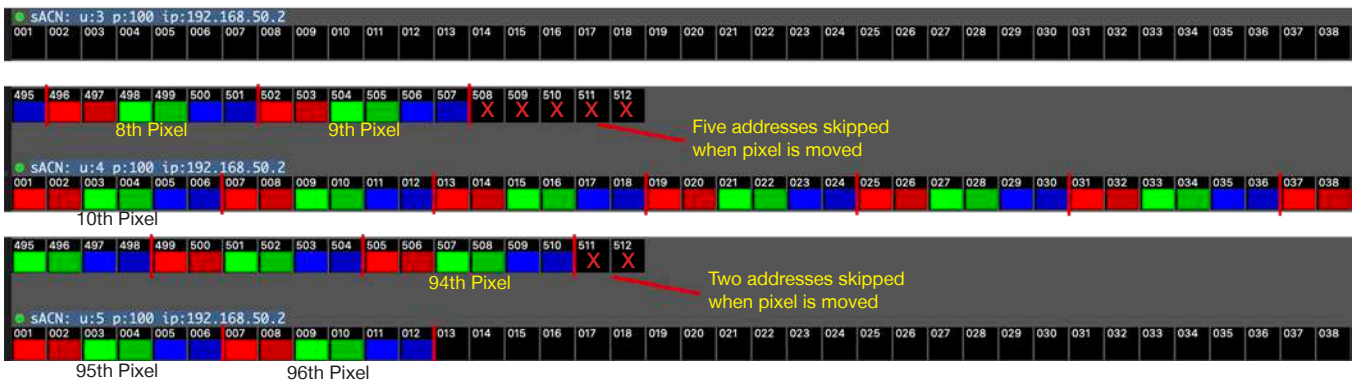 sACN: u:3 p:100 ip:192.168.50.2
001 002 003 004 005 006 007 008 009 010 011 012 013 014 015 016 017 018 019 020 021 022 023 024 025 026 027 028 029 030 031 032 033 034 035 036 037 038
495 496 497 498 499 500 501 502 503 504 505 506 507 508 509 510 511 512
X X X X X
8th Pixel 9th Pixel
Five addresses skipped
when pixel is moved
sACN: u:4 p:100 ip:192.168.50.2
001 002 003 004 005 006 007 008 009 010 011 012 013 014 015 016 017 018 019 020 021 022 023 024 025 026 027 028 029 030 031 032 033 034 035 036 037 038
10th Pixel
495 496 497 498 499 500 501 502 503 504 505 506 507 508 509 510 511 512
X X
94th Pixel
Two addresses skipped
when pixel is moved
sACN: u:5 p:100 ip:192.168.50.2
001 002 003 004 005 006 007 008 009 010 011 012 013 014 015 016 017 018 019 020 021 022 023 024 025 026 027 028 029 030 031 032 033 034 035 036 037 038
95th Pixel 96th Pixel